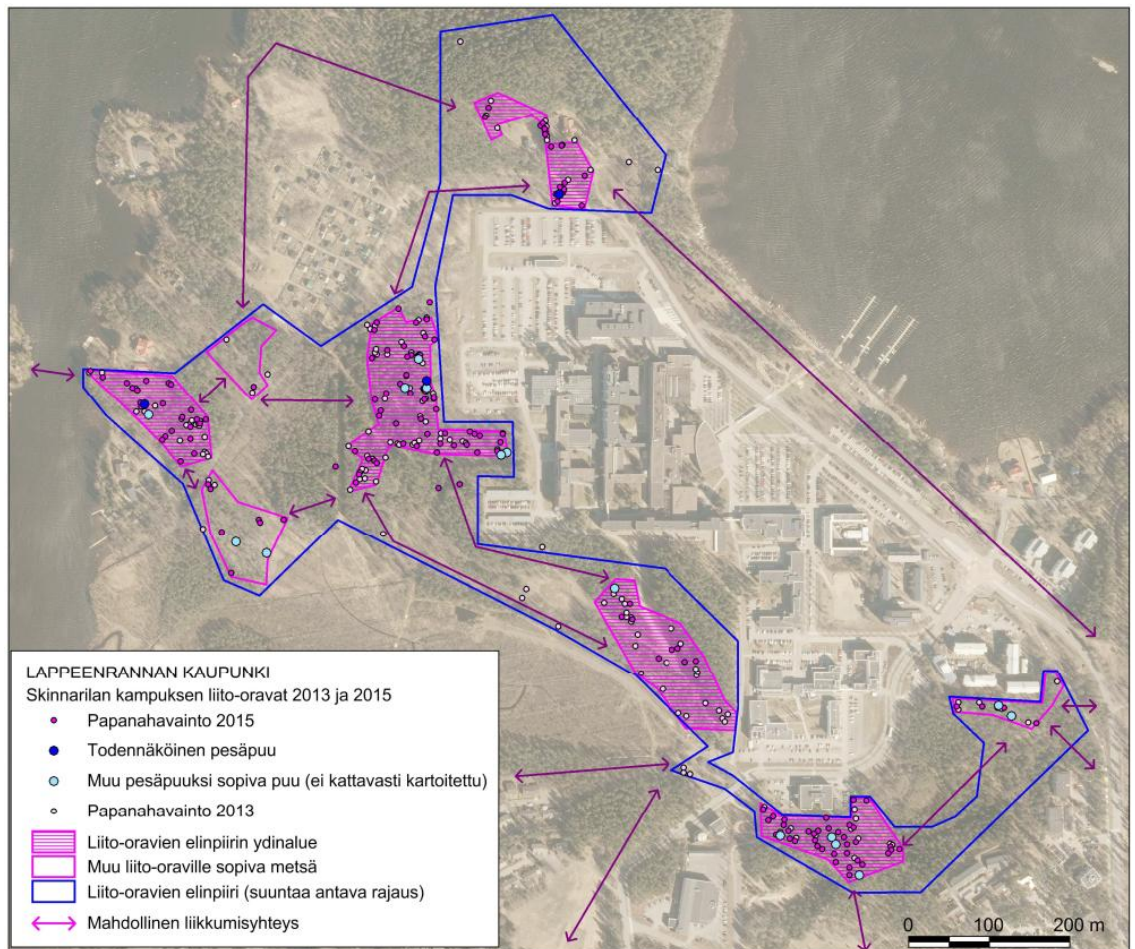 LAPPEENRANNAN KAUPUNKI
Skinnarilan kampuksen liito-oravat 2013 ja 2015
Papanahavainto 2015
Todennäköinen pesäpuu
Muu pesäpuuksi sopiva puu (ei kattavasti kartoitettu)
Papanahavainto 2013
Liito-oravien elinpiirin ydinalue
Muu liito-oraville sopiva metsä
Liito-oravien elinpiiri (suuntaa antava rajaus)
Mahdollinen liikkumisyhteys
0 100 200 m